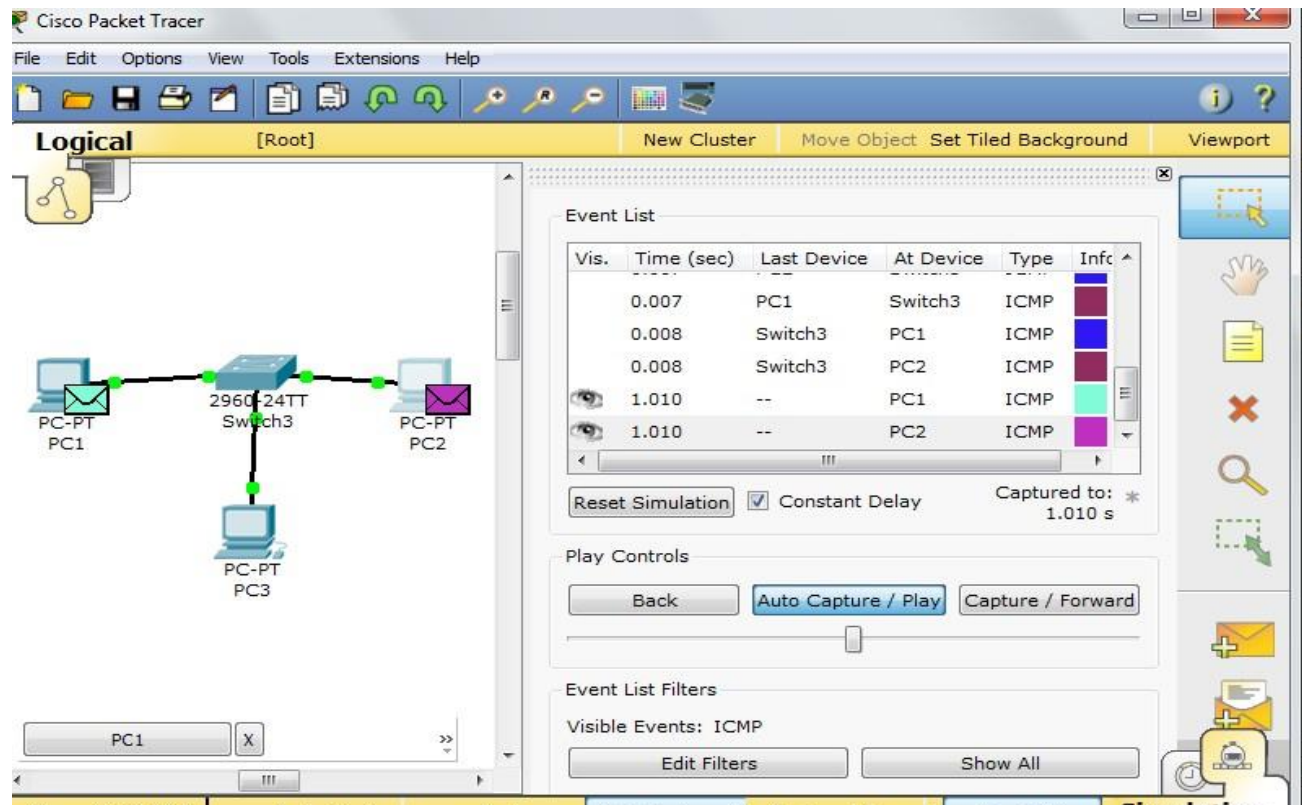 Cisco Packet Tracer
File Edit Options View Tools Extensions Help
Logical [Root] New Cluster Move Object Set Tiled Background Viewport
Event List
Vis. Time (sec) Last Device At Device Type Info
0.007 PC1 Switch3 ICMP
0.008 Switch3 PC1 ICMP
0.008 Switch3 PC2 ICMP
1.010 -- PC1 ICMP
1.010 -- PC2 ICMP
Reset Simulation Constant Delay Captured to: *
1.010 s
Play Controls
Back Auto Capture / Play Capture / Forward
Event List Filters
Visible Events: ICMP
Edit Filters Show All
2960-24TT
Switch3
PC-PT
PC1
PC-PT
PC2
PC-PT
PC3
PC1 X »